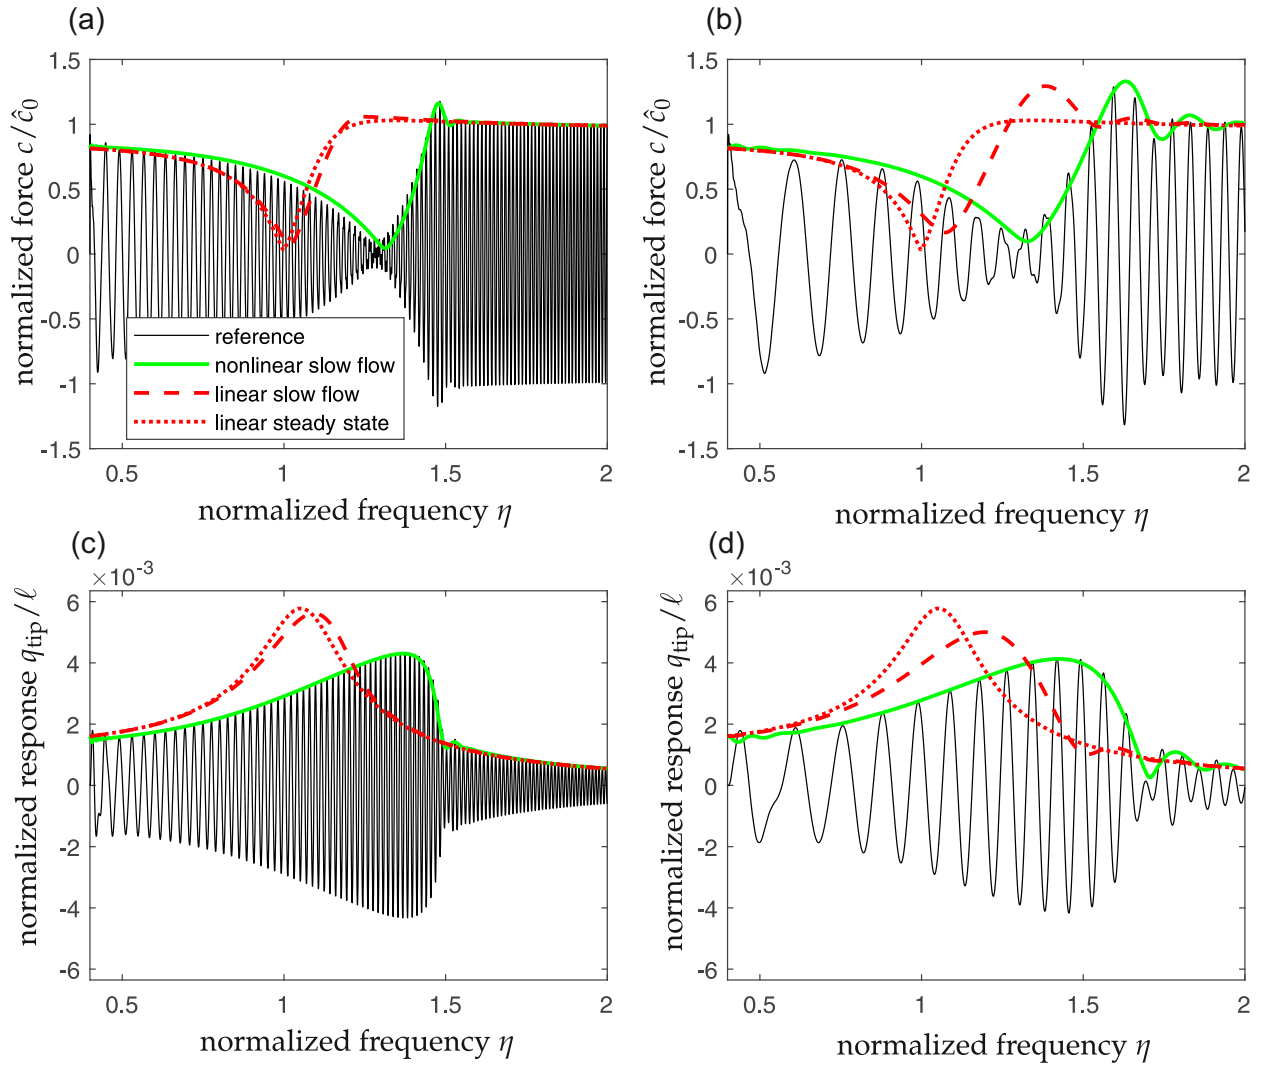 (a)
1.5
1
0.5
0
-0.5
-1
-1.5
normalized force c/ĉ₀
reference
nonlinear slow flow
linear slow flow
linear steady state
0.5 1 1.5 2
normalized frequency η
(b)
1.5
1
0.5
0
-0.5
-1
-1.5
normalized force c/ĉ₀
0.5 1 1.5 2
normalized frequency η
(c)
×10⁻³
6
4
2
0
-2
-4
-6
normalized response q_tip/ℓ
0.5 1 1.5 2
normalized frequency η
(d)
×10⁻³
6
4
2
0
-2
-4
-6
normalized response q_tip/ℓ
0.5 1 1.5 2
normalized frequency η